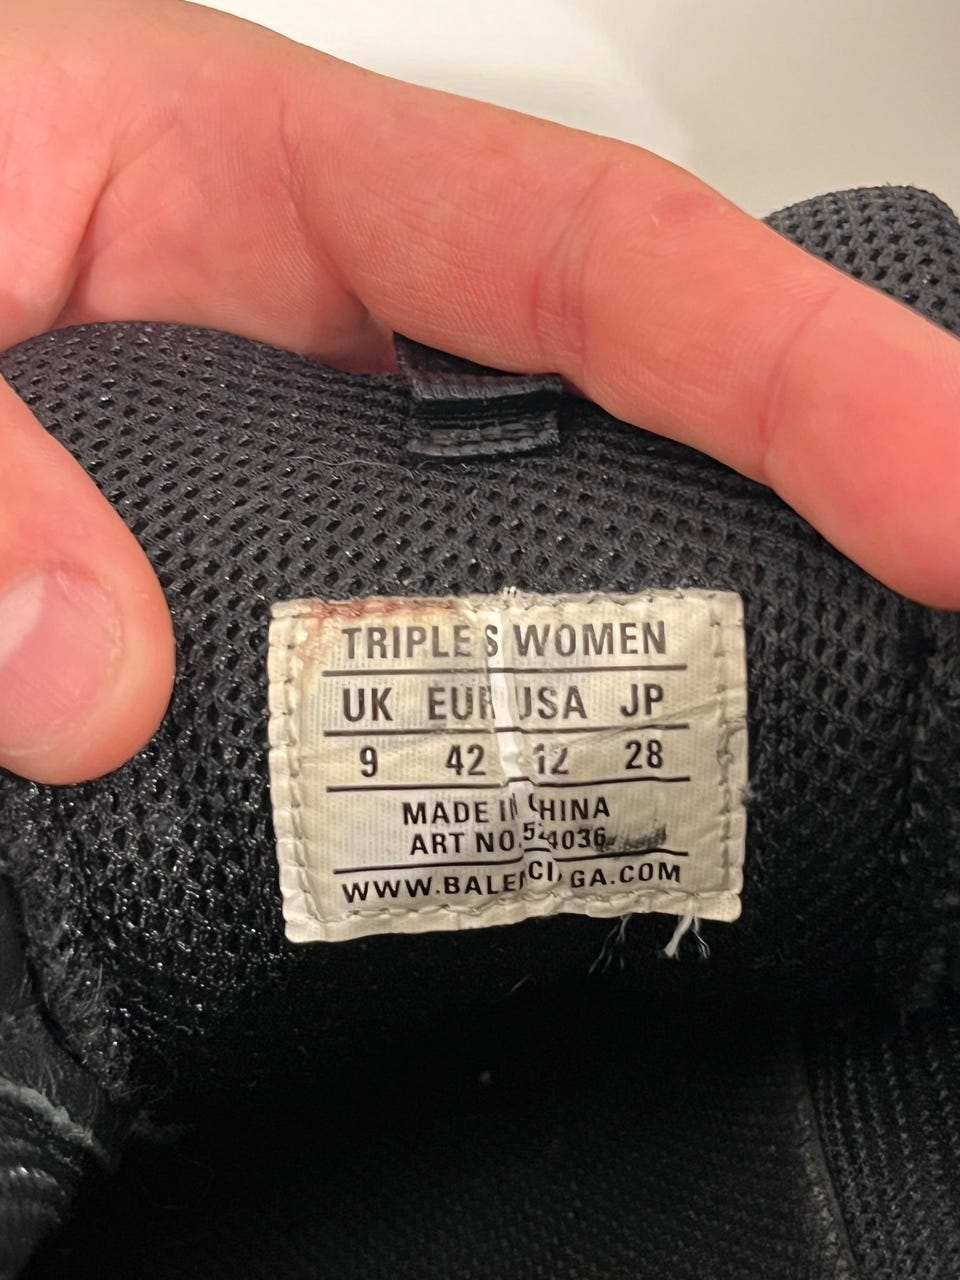 TRIPLE S WOMEN
UK EUR USA JP
9 42 12 28
MADE IN CHINA
ART NO.
WWW.BALENCIAGA.COM